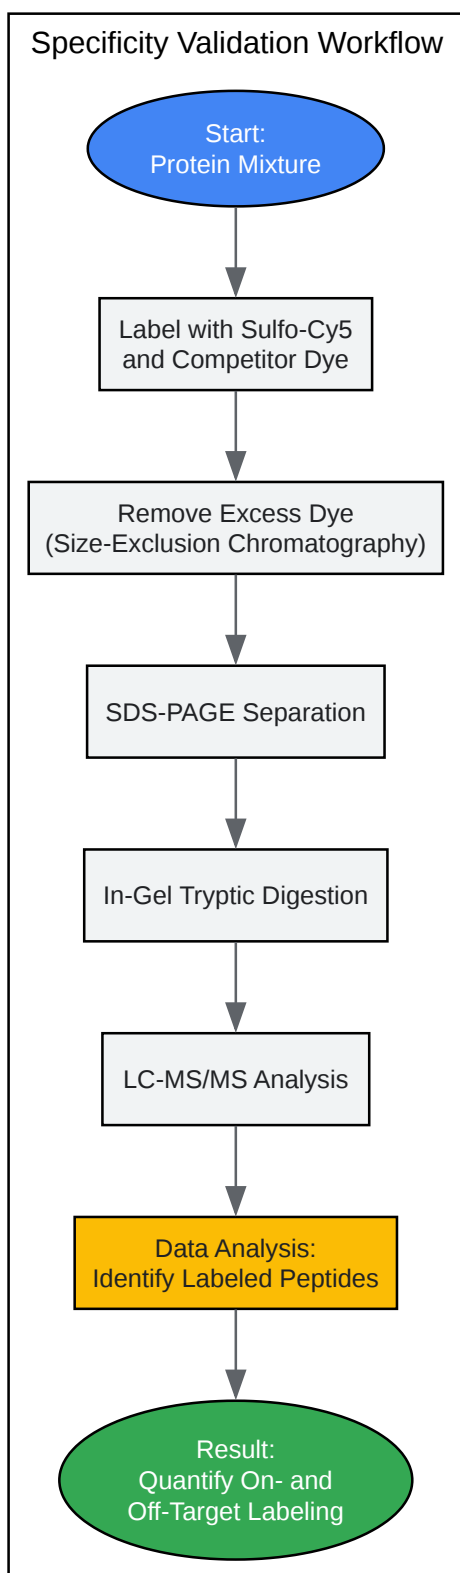 Specificity Validation Workflow
Start:
Protein Mixture
Label with Sulfo-Cy5
and Competitor Dye
Remove Excess Dye
(Size-Exclusion Chromatography)
SDS-PAGE Separation
In-Gel Tryptic Digestion
LC-MS/MS Analysis
Data Analysis:
Identify Labeled Peptides
Result:
Quantify On- and
Off-Target Labeling